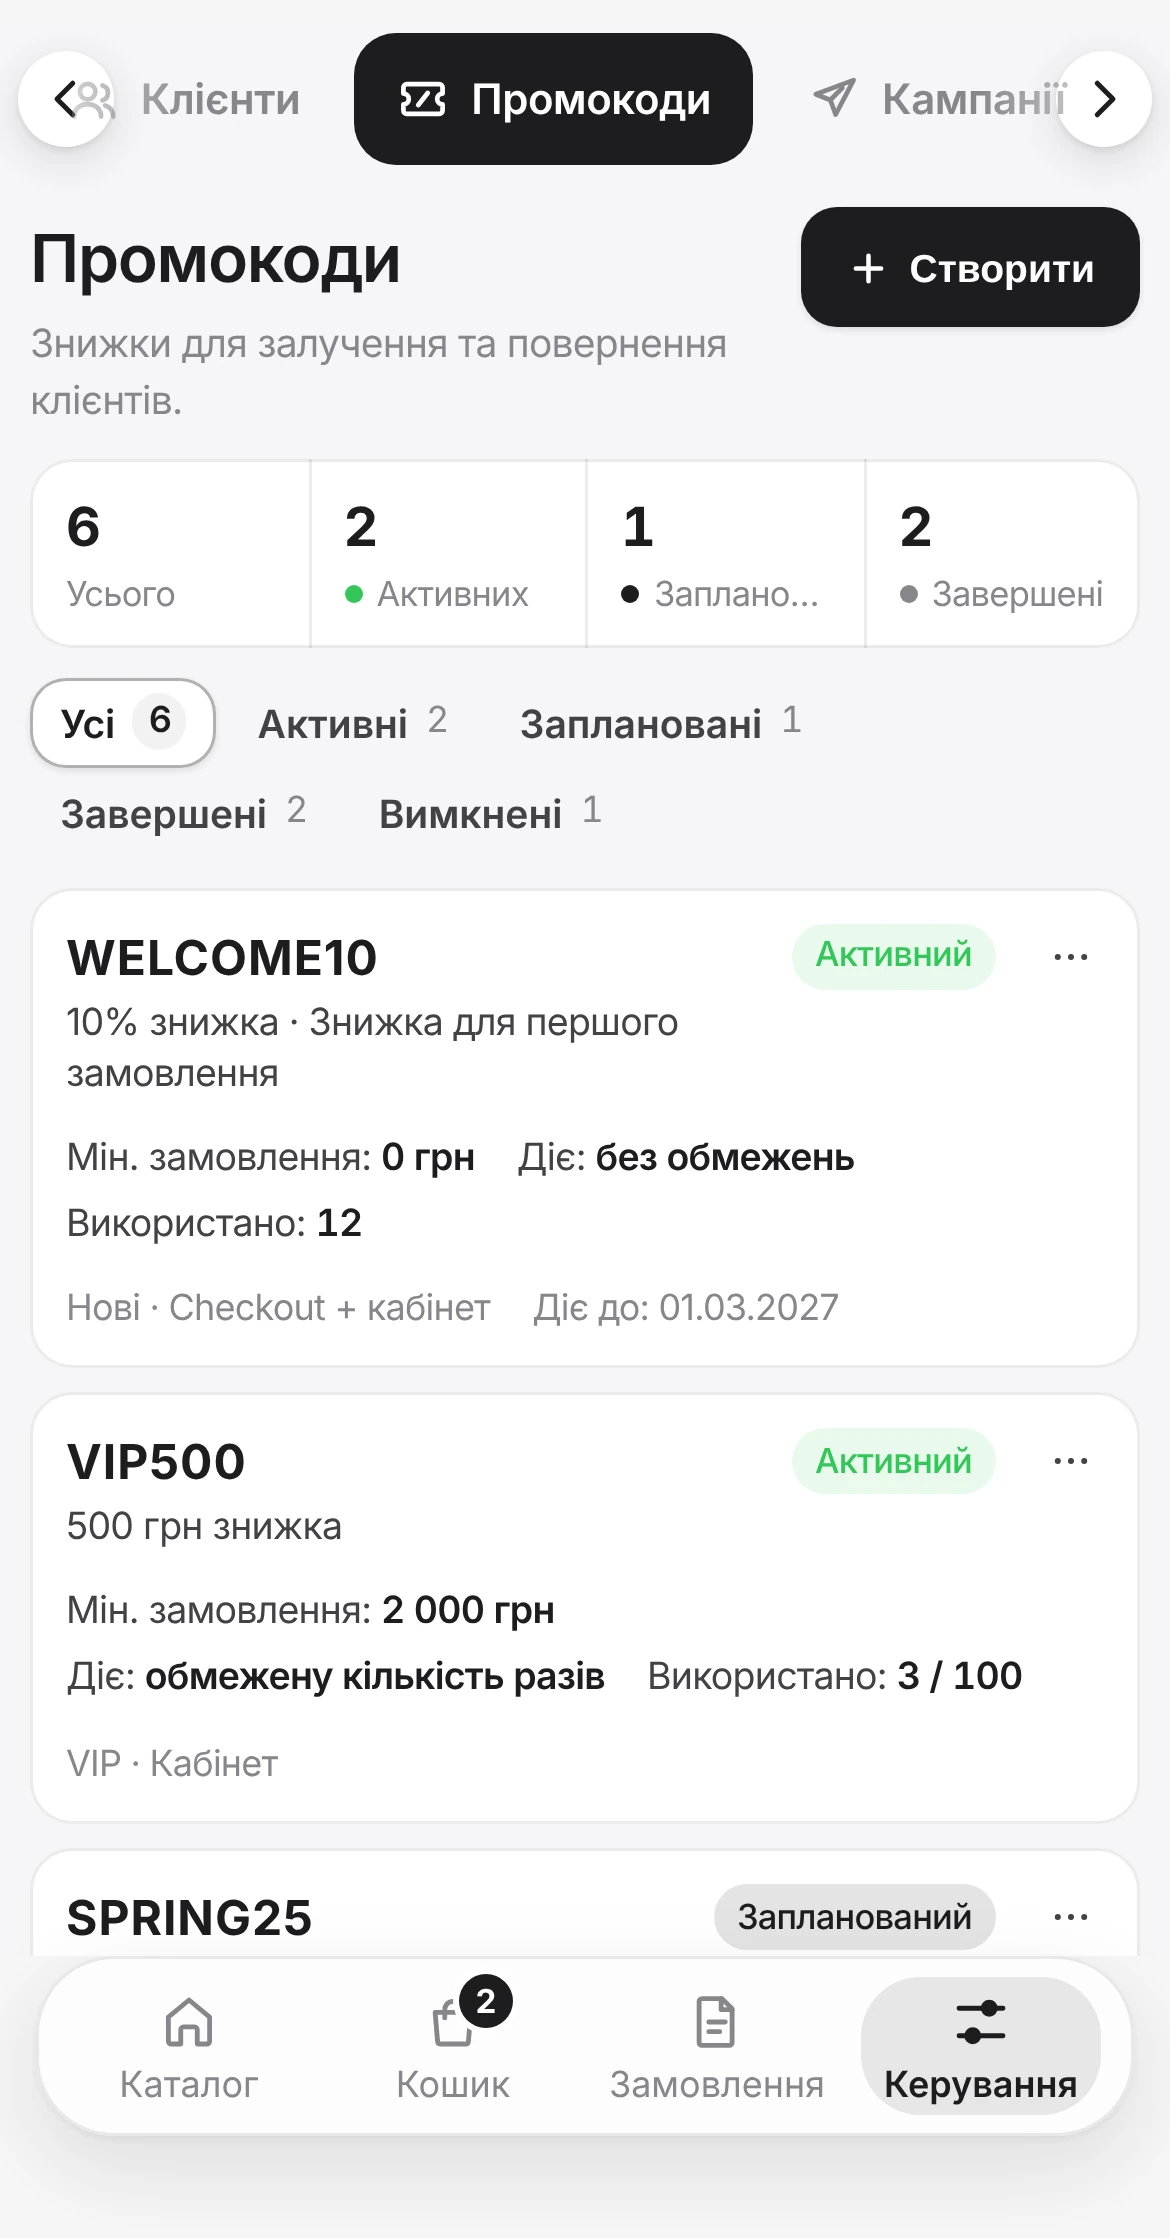 Клієнти
Промокоди
Кампанії
Промокоди
+ Створити
Знижки для залучення та повернення
клієнтів.
6
2
1
2
Усього
Активних
Заплано...
Завершені
Усі 6
Активні 2
Заплановані 1
Завершені 2
Вимкнені 1
WELCOME10
Активний
10% знижка · Знижка для першого
замовлення
Мін. замовлення: 0 грн Діє: без обмежень
Використано: 12
Нові · Checkout + кабінет Діє до: 01.03.2027
VIP500
Активний
500 грн знижка
Мін. замовлення: 2 000 грн
Діє: обмежену кількість разів Використано: 3 / 100
VIP · Кабінет
SPRING25
Запланований
2
Каталог
Кошик
Замовлення
Керування